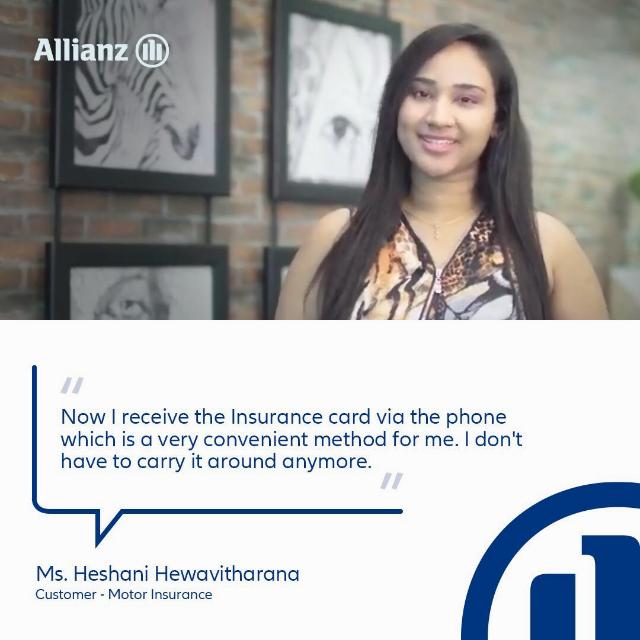 Allianz
"
Now I receive the Insurance card via the phone
which is a very convenient method for me. I don't
have to carry it around anymore.
"
Ms. Heshani Hewavitharana
Customer - Motor Insurance